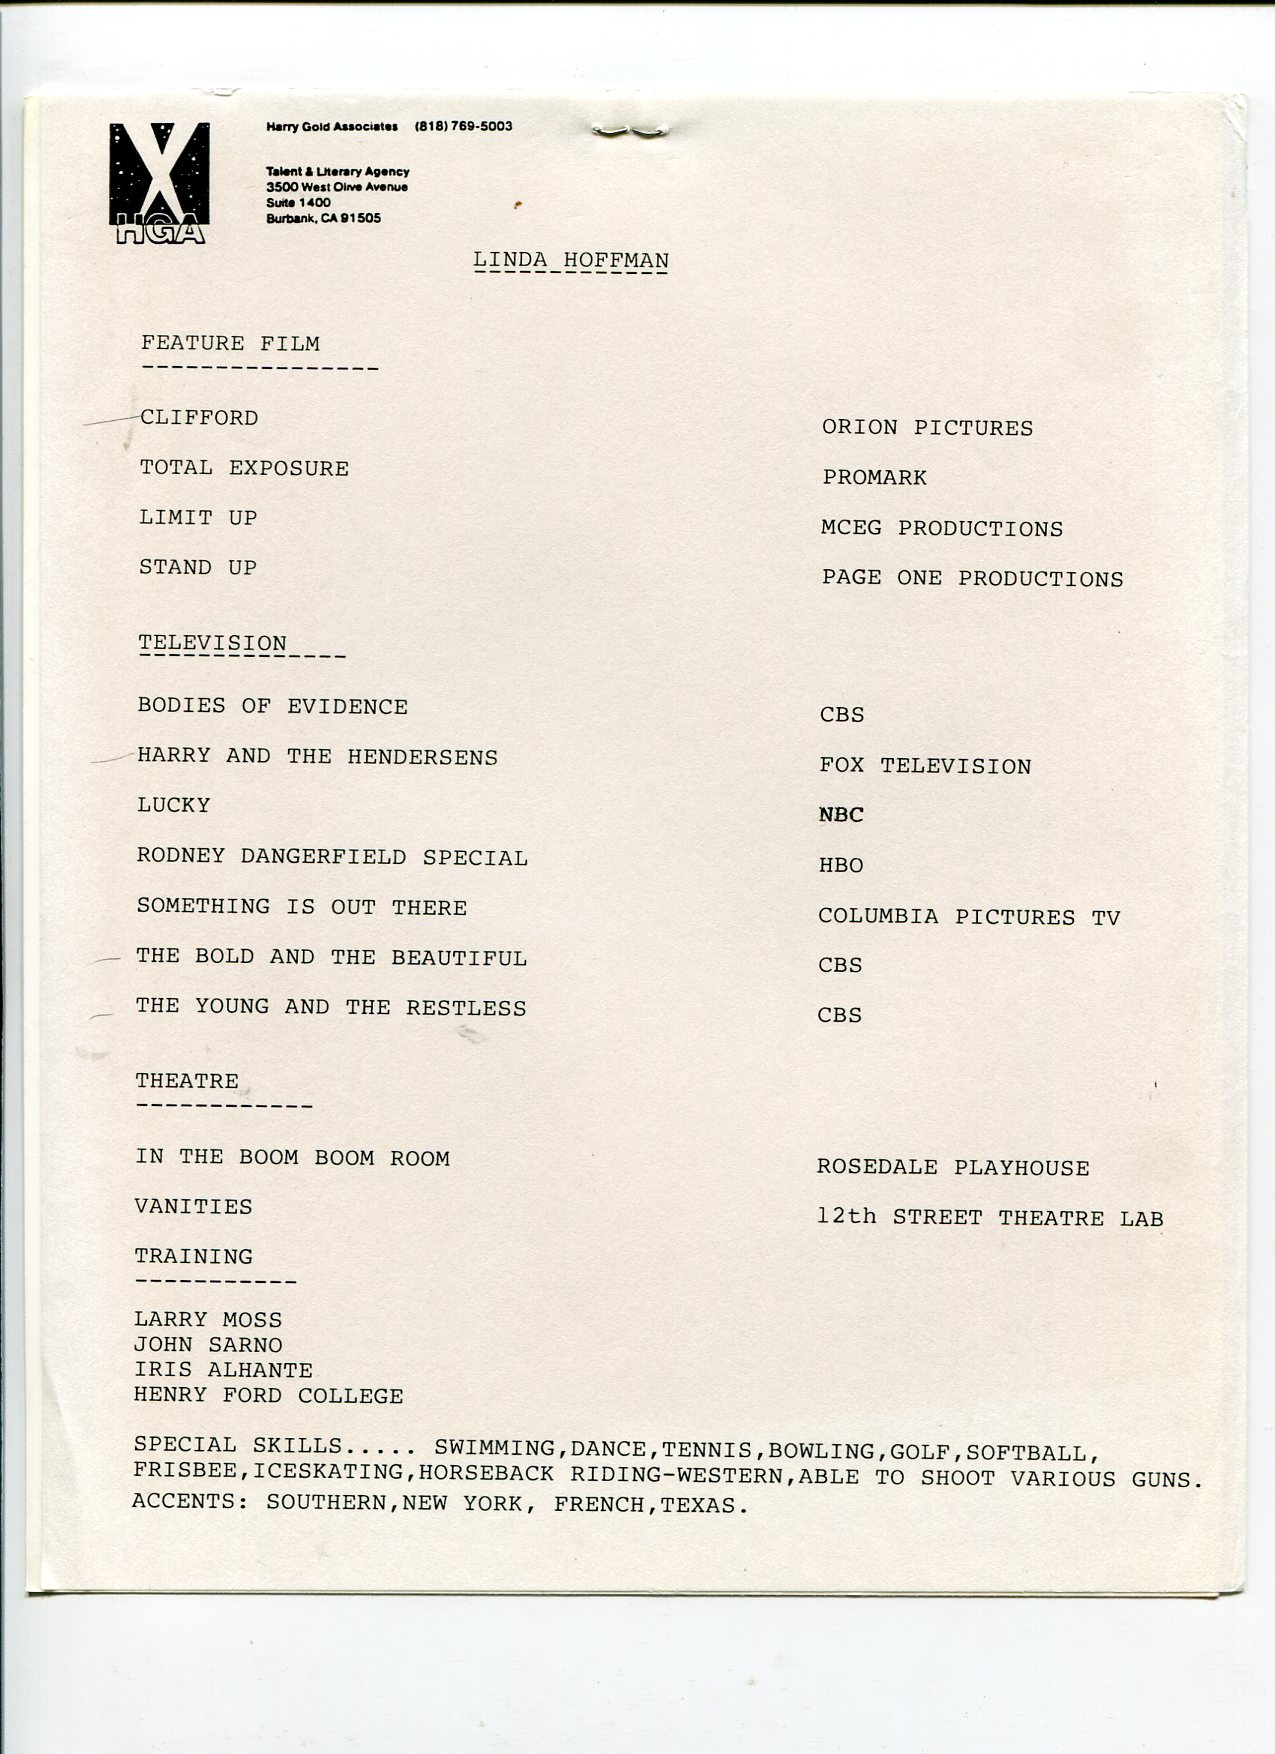 Harry Gold Associates (818) 769-5003
Talent & Literary Agency
3500 West Olive Avenue
Suite 1400
Burbank, CA 91505
HGA
LINDA HOFFMAN
FEATURE FILM
CLIFFORD ORION PICTURES
TOTAL EXPOSURE PROMARK
LIMIT UP MCEG PRODUCTIONS
STAND UP PAGE ONE PRODUCTIONS
TELEVISION
BODIES OF EVIDENCE CBS
HARRY AND THE HENDERSENS FOX TELEVISION
LUCKY NBC
RODNEY DANGERFIELD SPECIAL HBO
SOMETHING IS OUT THERE COLUMBIA PICTURES TV
THE BOLD AND THE BEAUTIFUL CBS
THE YOUNG AND THE RESTLESS CBS
THEATRE
IN THE BOOM BOOM ROOM ROSEDALE PLAYHOUSE
VANITIES 12th STREET THEATRE LAB
TRAINING
LARRY MOSS
JOHN SARNO
IRIS ALHANTE
HENRY FORD COLLEGE
SPECIAL SKILLS..... SWIMMING,DANCE,TENNIS,BOWLING,GOLF,SOFTBALL,
FRISBEE,ICESKATING,HORSEBACK RIDING-WESTERN,ABLE TO SHOOT VARIOUS GUNS.
ACCENTS: SOUTHERN,NEW YORK, FRENCH,TEXAS.